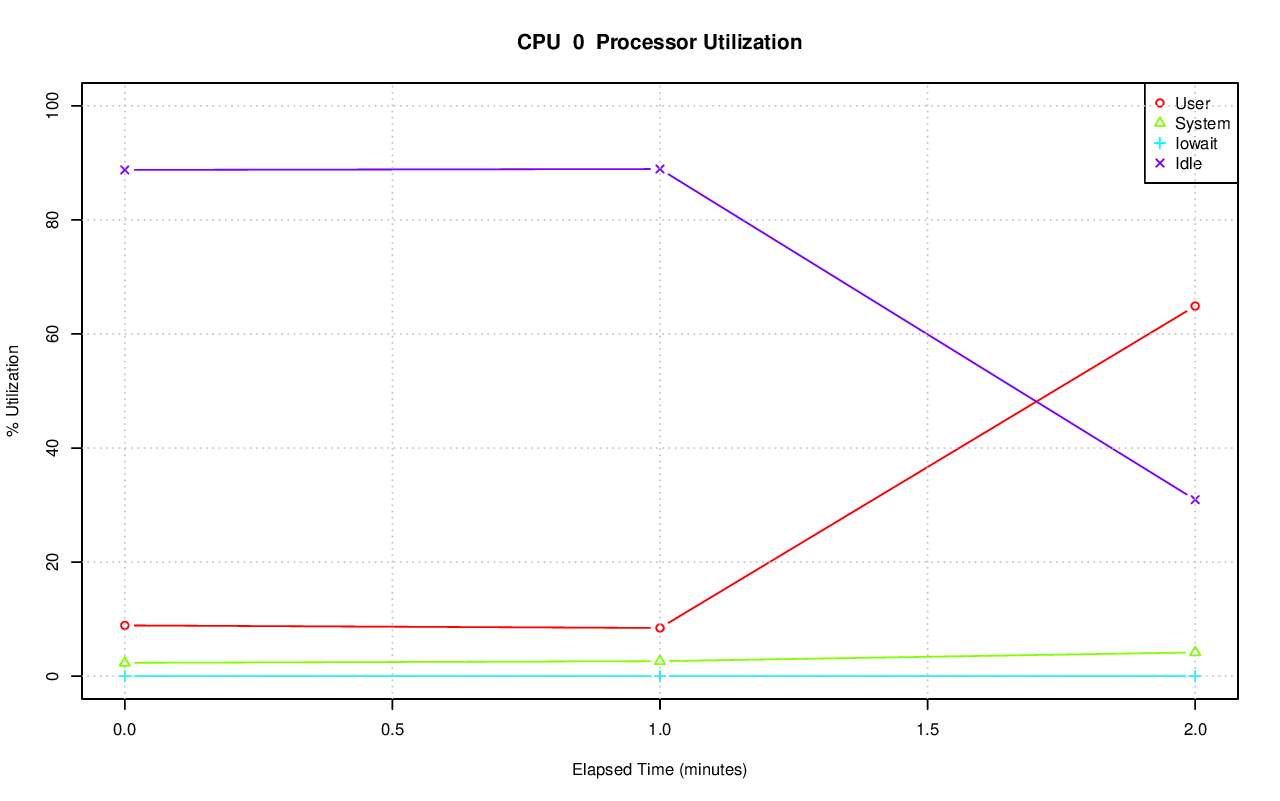 CPU  0  Processor Utilization
% Utilization
100
80
60
40
20
0
User
System
Iowait
Idle
0.0 0.5 1.0 1.5 2.0
Elapsed Time (minutes)